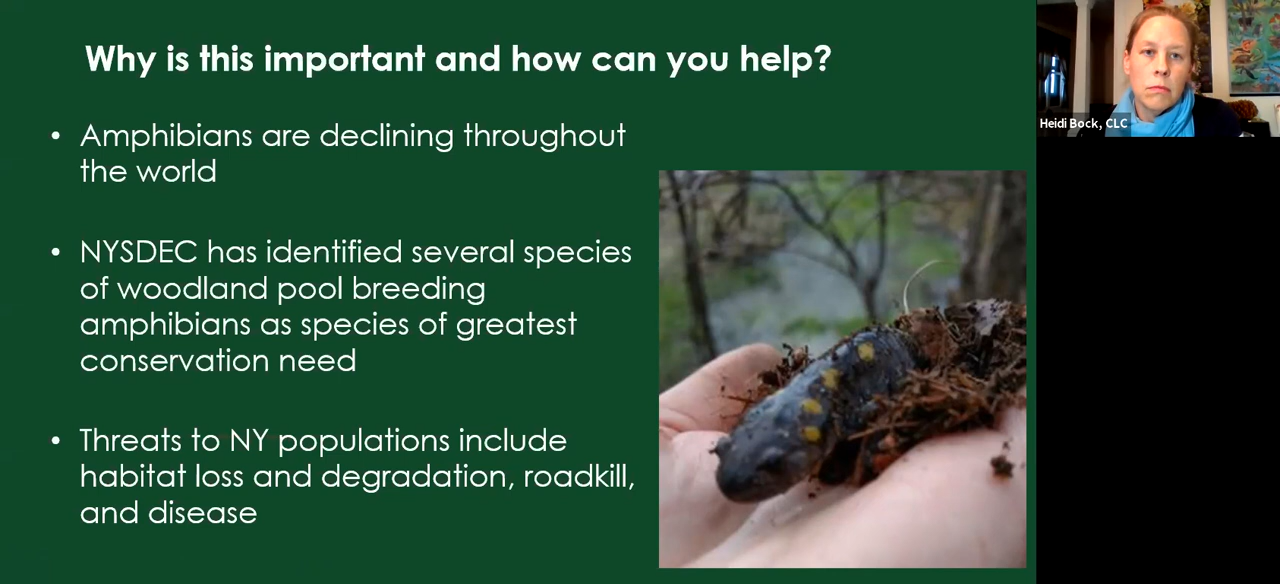 Why is this important and how can you help?
• Amphibians are declining throughout
the world
• NYSDEC has identified several species
of woodland pool breeding
amphibians as species of greatest
conservation need
• Threats to NY populations include
habitat loss and degradation, roadkill,
and disease
Heidi Bock, CLC